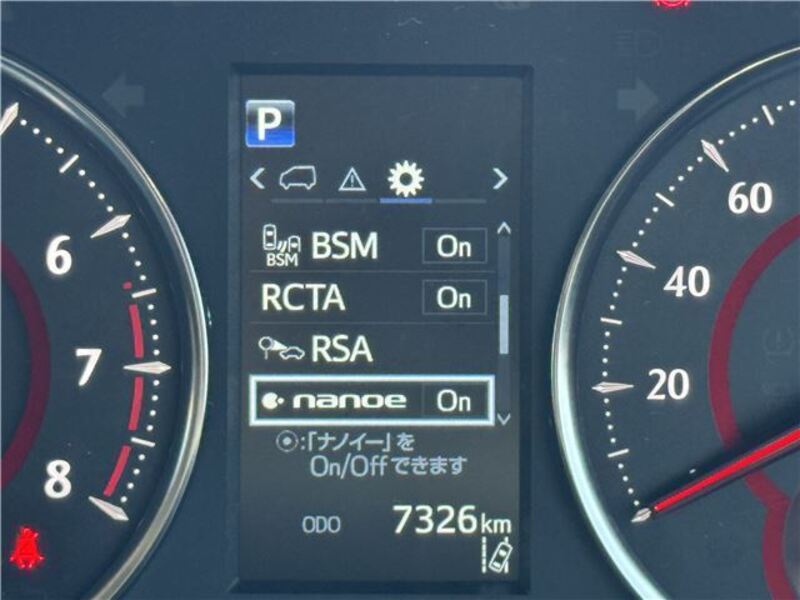 P
BSM BSM On
RCTA On
RSA
nanoe On
:「ナノイー」を
On/Offできます
ODO 7326km
6
7
8
60
40
20